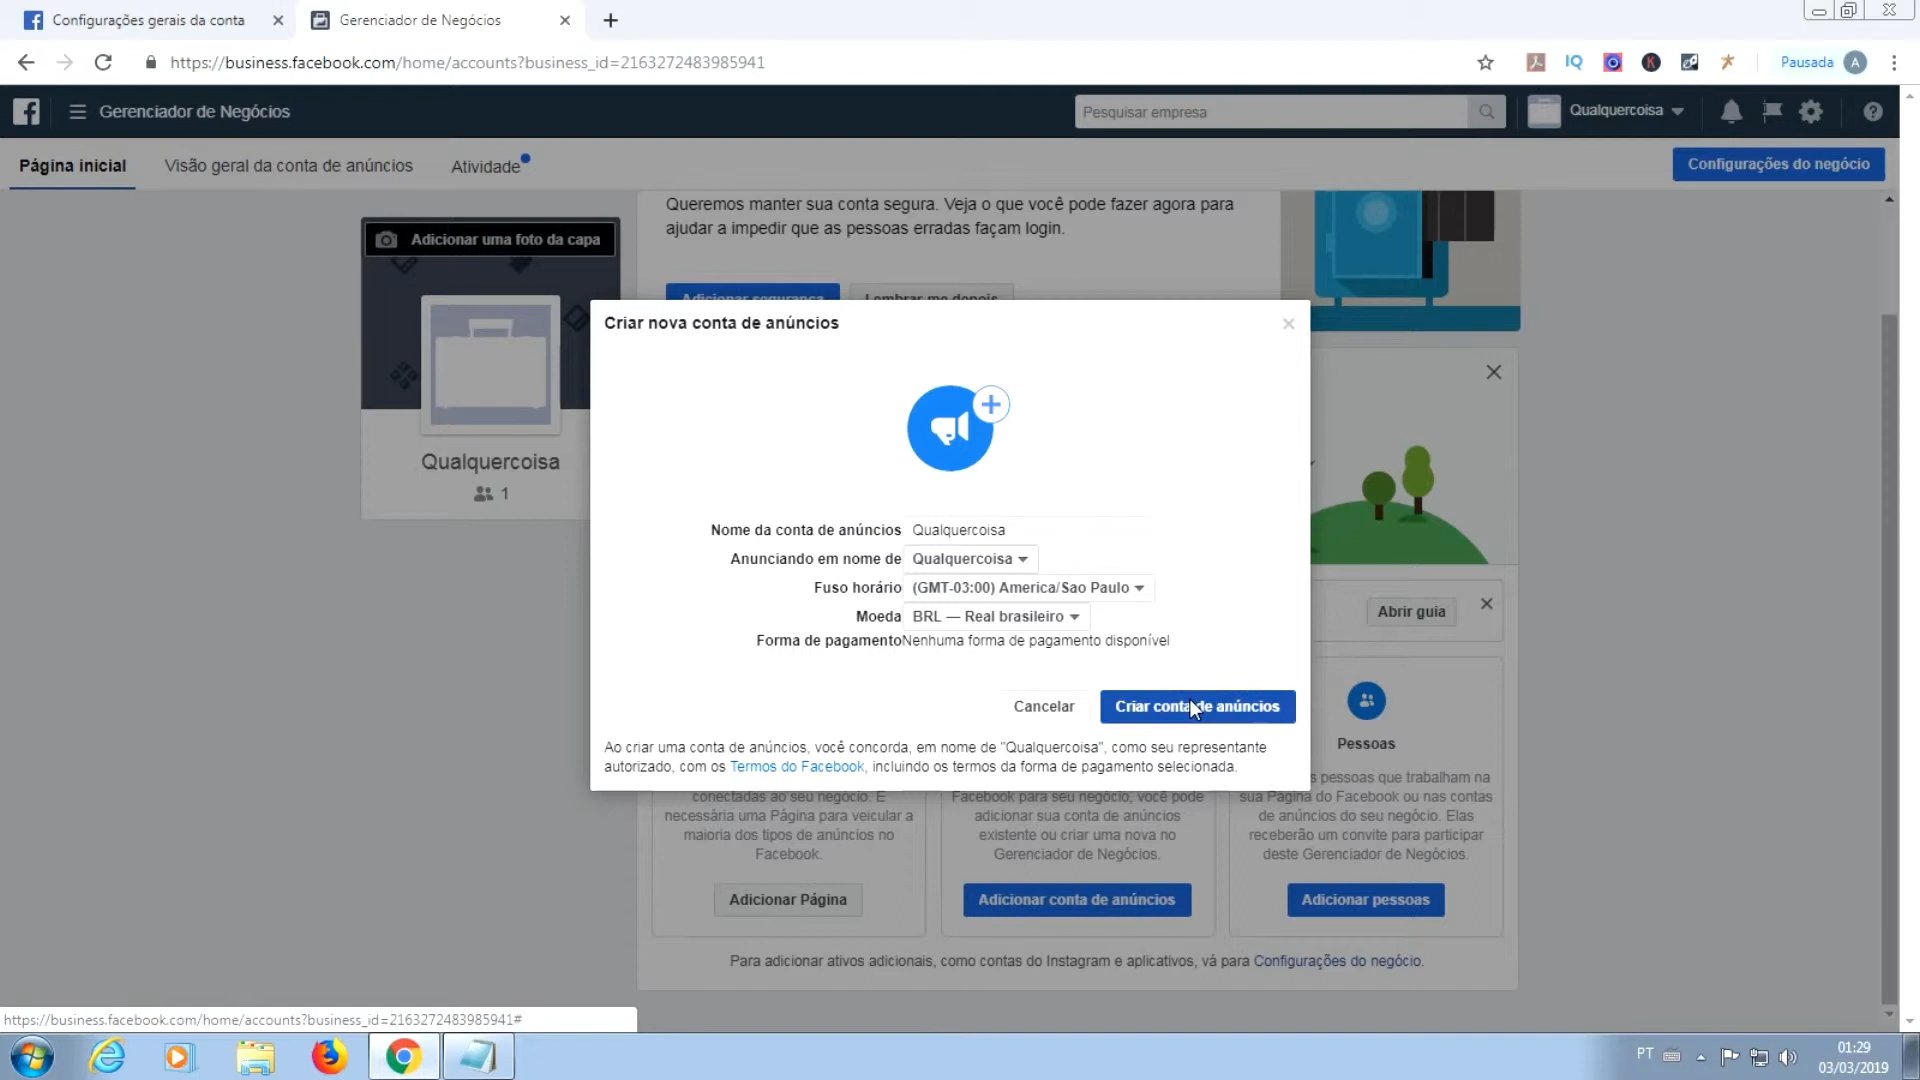 Configurações gerais da conta
Gerenciador de Negócios
https://business.facebook.com/home/accounts?business_id=2163272483985941
IQ
Pausada
A
Gerenciador de Negócios
Pesquisar empresa
Qualquercoisa
Página inicial
Visão geral da conta de anúncios
Atividade
Configurações do negócio
Queremos manter sua conta segura. Veja o que você pode fazer agora para
ajudar a impedir que as pessoas erradas façam login.
Adicionar uma foto da capa
Adicionar segurança
Lembrar-me depois
Qualquercoisa
1
Criar nova conta de anúncios
Nome da conta de anúncios Qualquercoisa
Anunciando em nome de Qualquercoisa
Fuso horário (GMT-03:00) America/Sao Paulo
Moeda BRL — Real brasileiro
Forma de pagamento Nenhuma forma de pagamento disponível
Cancelar
Criar conta de anúncios
Ao criar uma conta de anúncios, você concorda, em nome de "Qualquercoisa", como seu representante
autorizado, com os Termos do Facebook, incluindo os termos da forma de pagamento selecionada.
Abrir guia
conectadas ao seu negócio. É
necessária uma Página para veicular a
maioria dos tipos de anúncios no
Facebook.
Adicionar Página
Facebook para seu negócio, você pode
adicionar sua conta de anúncios
existente ou criar uma nova no
Gerenciador de Negócios.
Adicionar conta de anúncios
Pessoas
s pessoas que trabalham na
sua Página do Facebook ou nas contas
de anúncios do seu negócio. Elas
receberão um convite para participar
deste Gerenciador de Negócios.
Adicionar pessoas
Para adicionar ativos adicionais, como contas do Instagram e aplicativos, vá para Configurações do negócio.
https://business.facebook.com/home/accounts?business_id=2163272483985941#
PT
01:29
03/03/2019